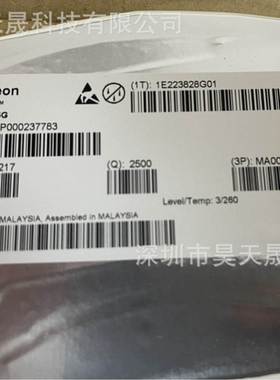 天晟科技有限公司
eon
(1T): 1E223828G01
G
P000237783
217
(Q): 2500
(3P): MA00
Level/Temp: 3/260
MALAYSIA, Assembled in MALAYSIA
深圳市昊天晟